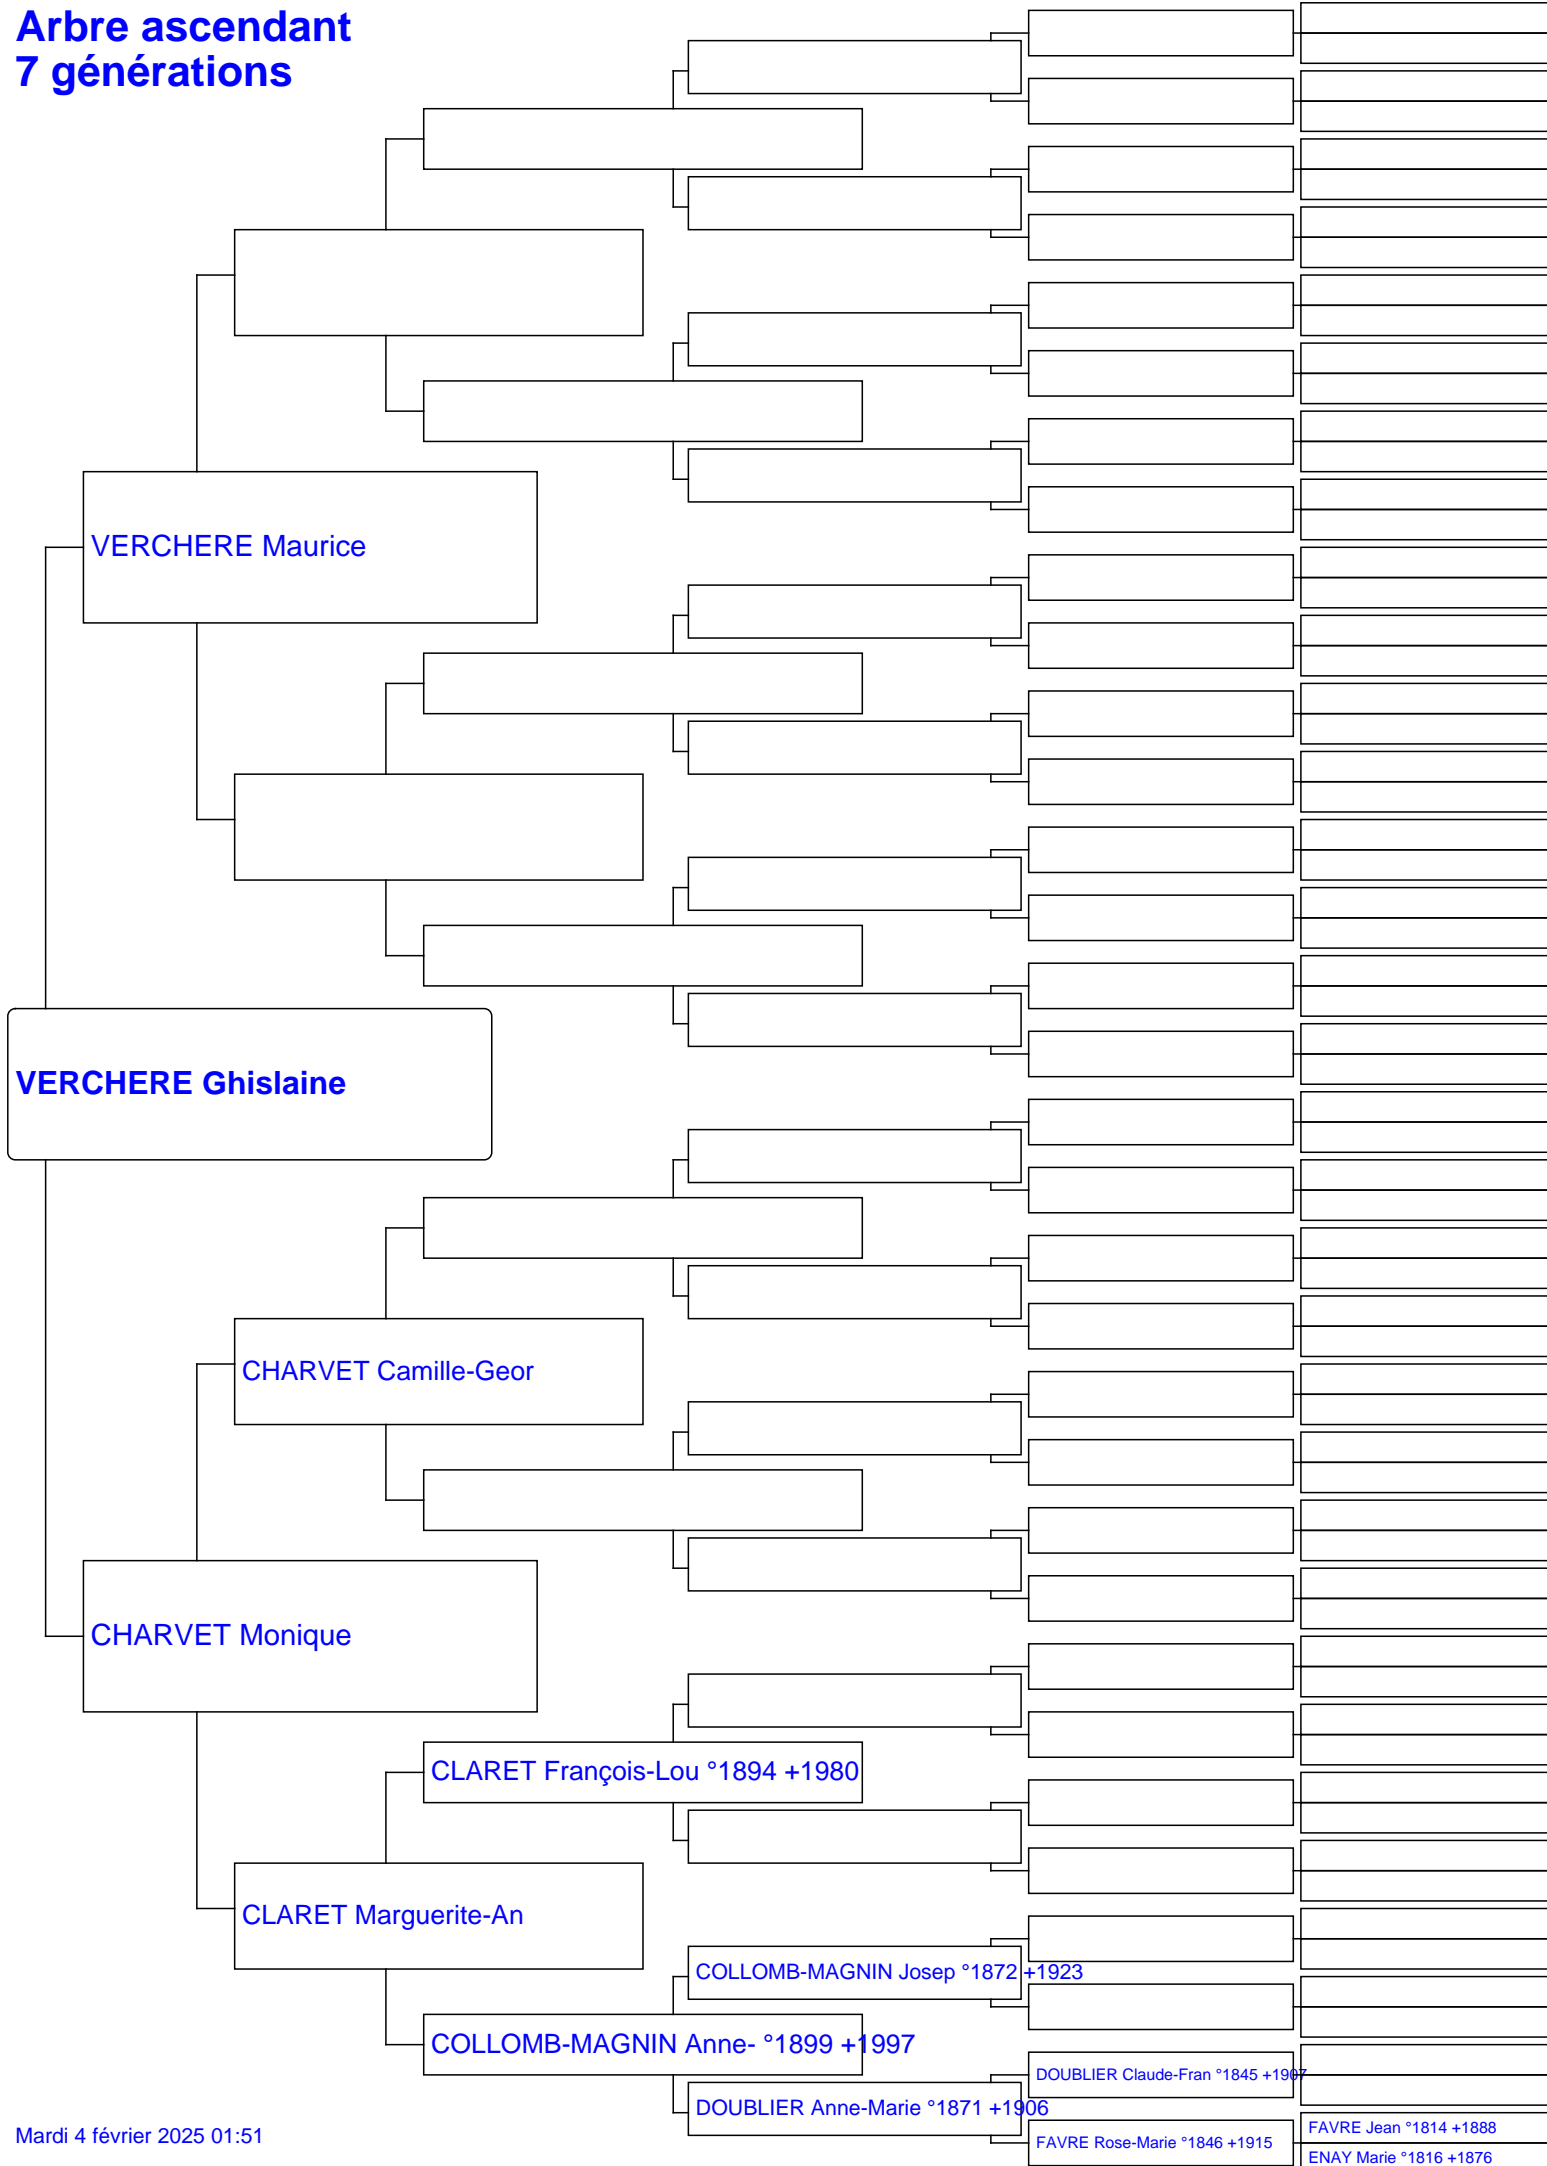 Arbre ascendant
7 générations
VERCHERE Maurice
VERCHERE Ghislaine
CHARVET Camille-Geor
CHARVET Monique
CLARET François-Lou °1894 +1980
CLARET Marguerite-An
COLLOMB-MAGNIN Josep °1872 +1923
COLLOMB-MAGNIN Anne- °1899 +1997
DOUBLIER Claude-Fran °1845 +1907
DOUBLIER Anne-Marie °1871 +1906
FAVRE Jean °1814 +1888
FAVRE Rose-Marie °1846 +1915
ENAY Marie °1816 +1876
Mardi 4 février 2025 01:51